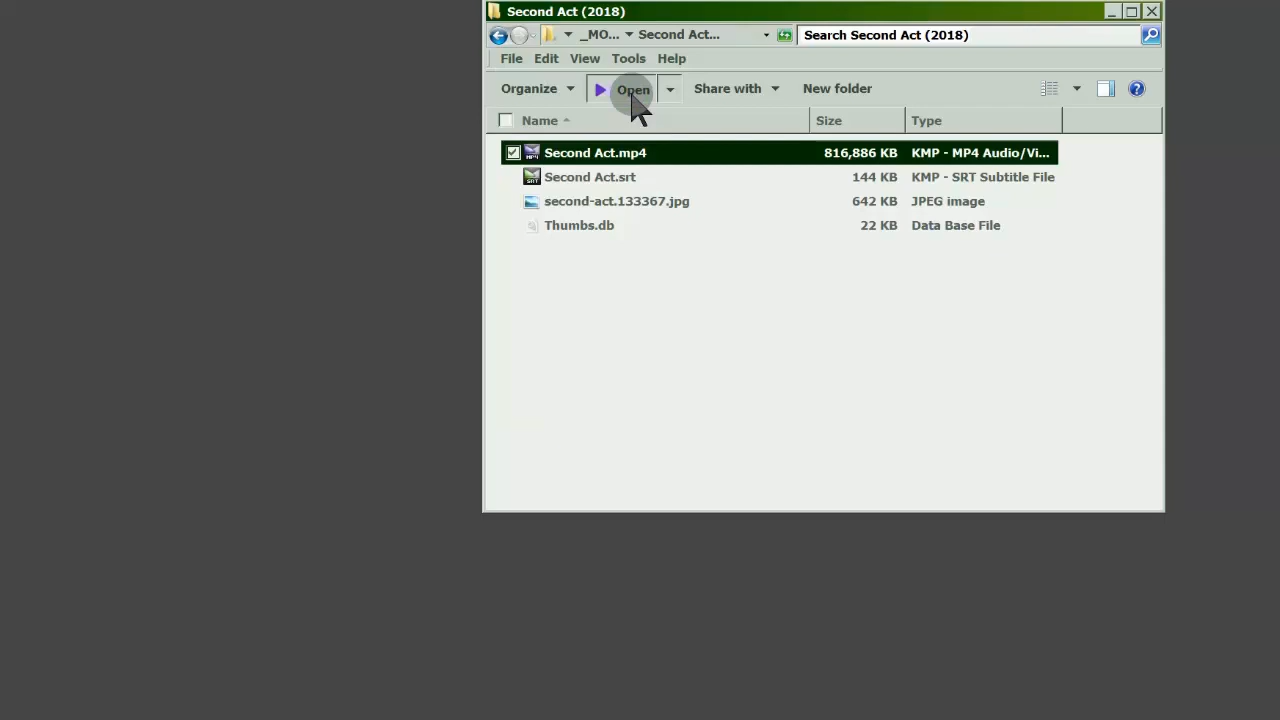 Second Act (2018)
_MO... Second Act... Search Second Act (2018)
File Edit View Tools Help
Organize Open Share with New folder
Name Size Type
Second Act.mp4 816,886 KB KMP - MP4 Audio/Vi...
Second Act.srt 144 KB KMP - SRT Subtitle File
second-act.133367.jpg 642 KB JPEG image
Thumbs.db 22 KB Data Base File